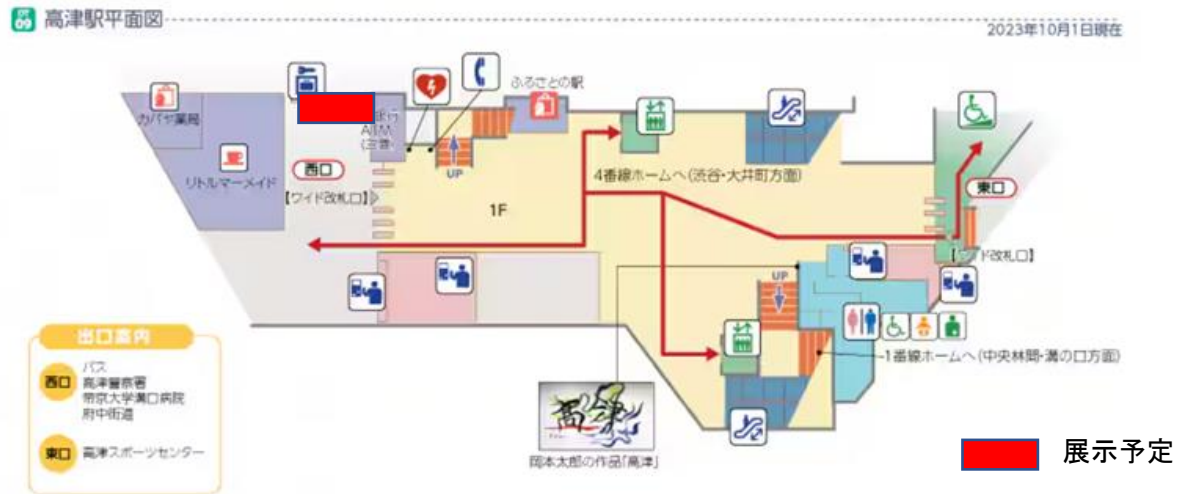 DT
09 高津駅平面図
2023年10月1日現在
カバヤ薬局
リトルマーメイド
ATM
西口
【ワイド改札口】
ふるさとの駅
UP
4番線ホームへ(渋谷・大井町方面)
1F
東口
UP
1番線ホームへ(中央林間・溝の口方面)
岡本太郎の作品「高津」
出口案内
西口
バス
高津警察署
帝京大学溝口病院
府中街道
東口
高津スポーツセンター
展示予定